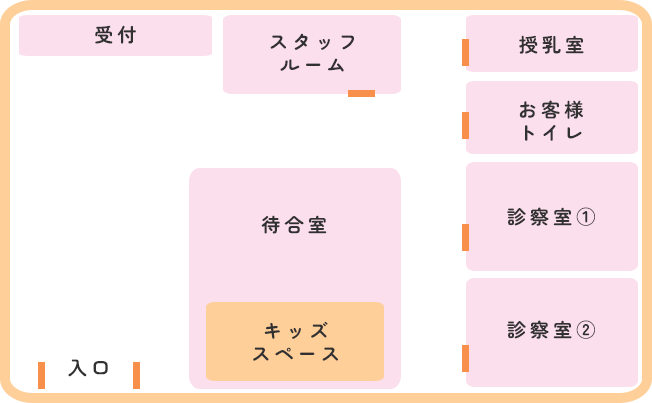 受付
スタッフ
ルーム
授乳室
お客様
トイレ
待合室
診察室①
キッズ
スペース
診察室②
入口